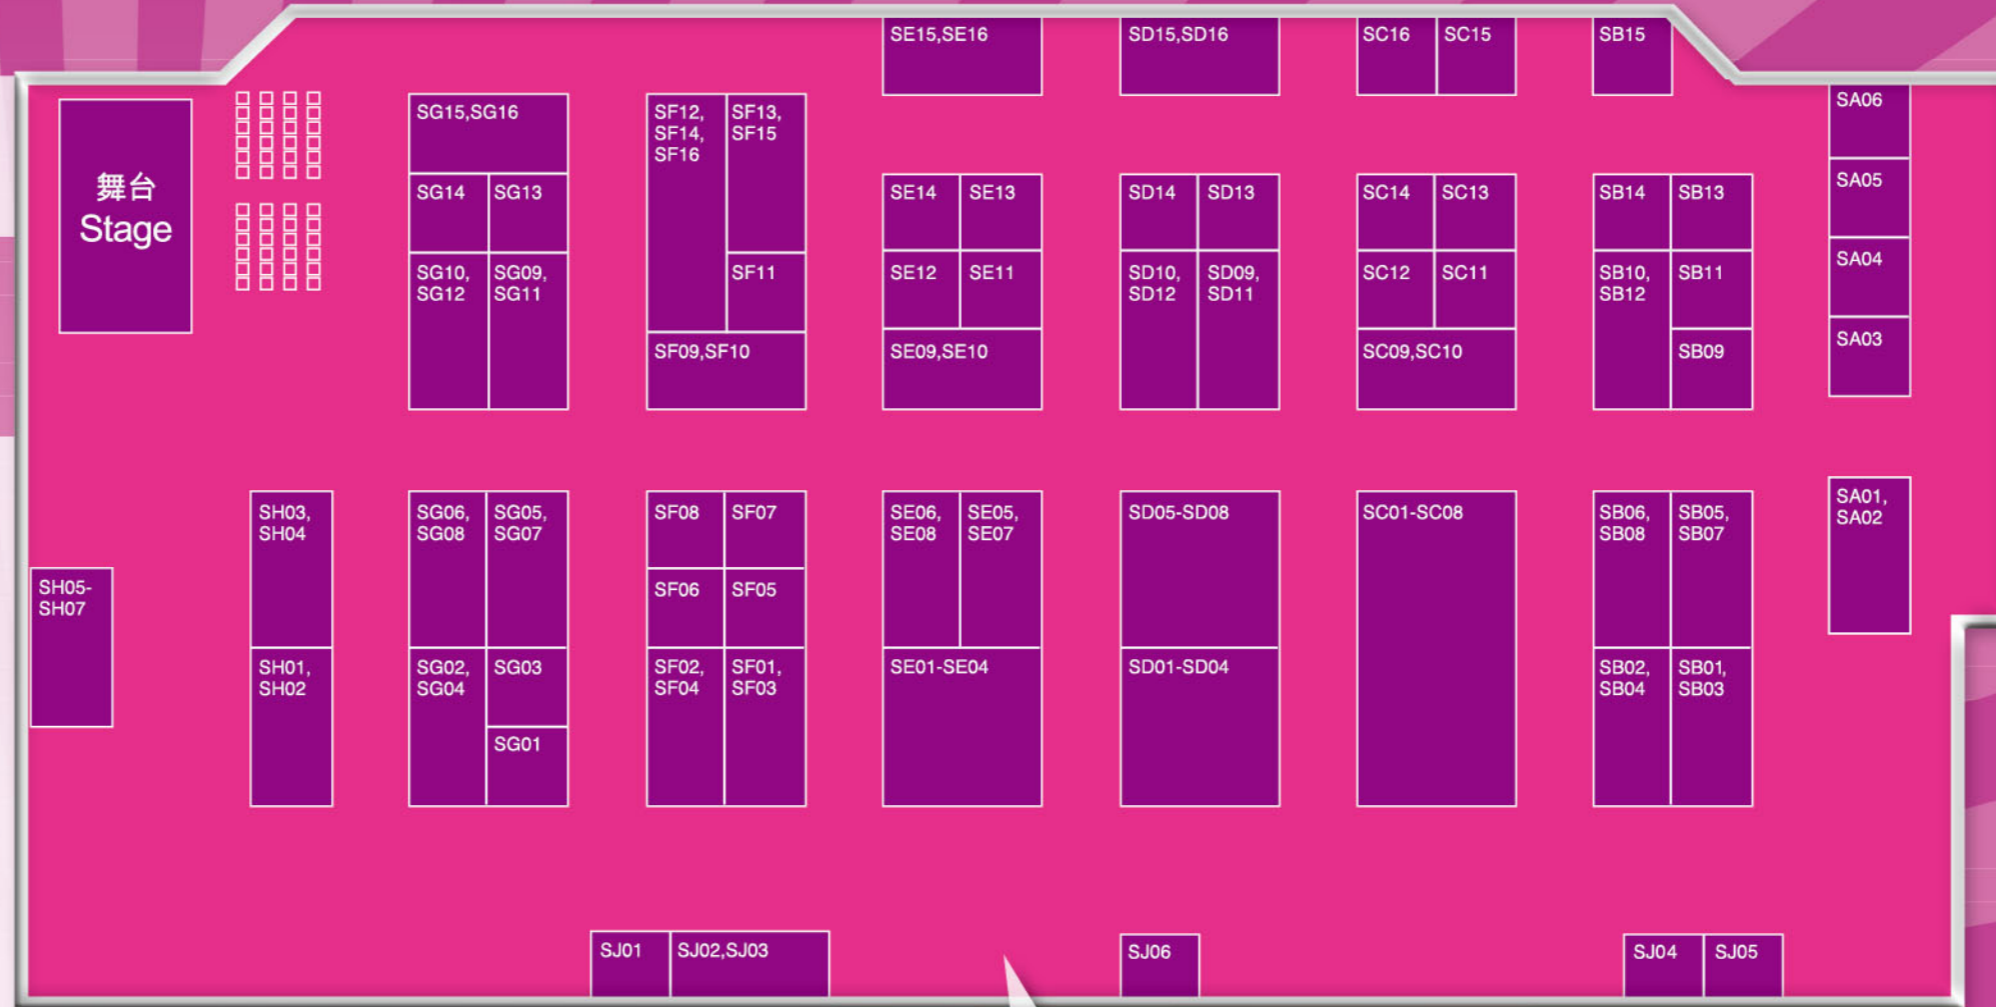 SE15,SE16
SD15,SD16
SC16
SC15
SB15
舞台
Stage
SG15,SG16
SG14
SG13
SG10,
SG12
SG09,
SG11
SF12,
SF14,
SF16
SF13,
SF15
SF11
SF09,SF10
SE14
SE13
SE12
SE11
SE09,SE10
SD14
SD13
SD10,
SD12
SD09,
SD11
SC14
SC13
SC12
SC11
SC09,SC10
SB14
SB13
SB10,
SB12
SB11
SB09
SA06
SA05
SA04
SA03
SH05-
SH07
SH03,
SH04
SH01,
SH02
SG06,
SG08
SG05,
SG07
SG02,
SG04
SG03
SG01
SF08
SF07
SF06
SF05
SF02,
SF04
SF01,
SF03
SE06,
SE08
SE05,
SE07
SE01-SE04
SD05-SD08
SD01-SD04
SC01-SC08
SB06,
SB08
SB05,
SB07
SB02,
SB04
SB01,
SB03
SA01,
SA02
SJ01
SJ02,SJ03
SJ06
SJ04
SJ05